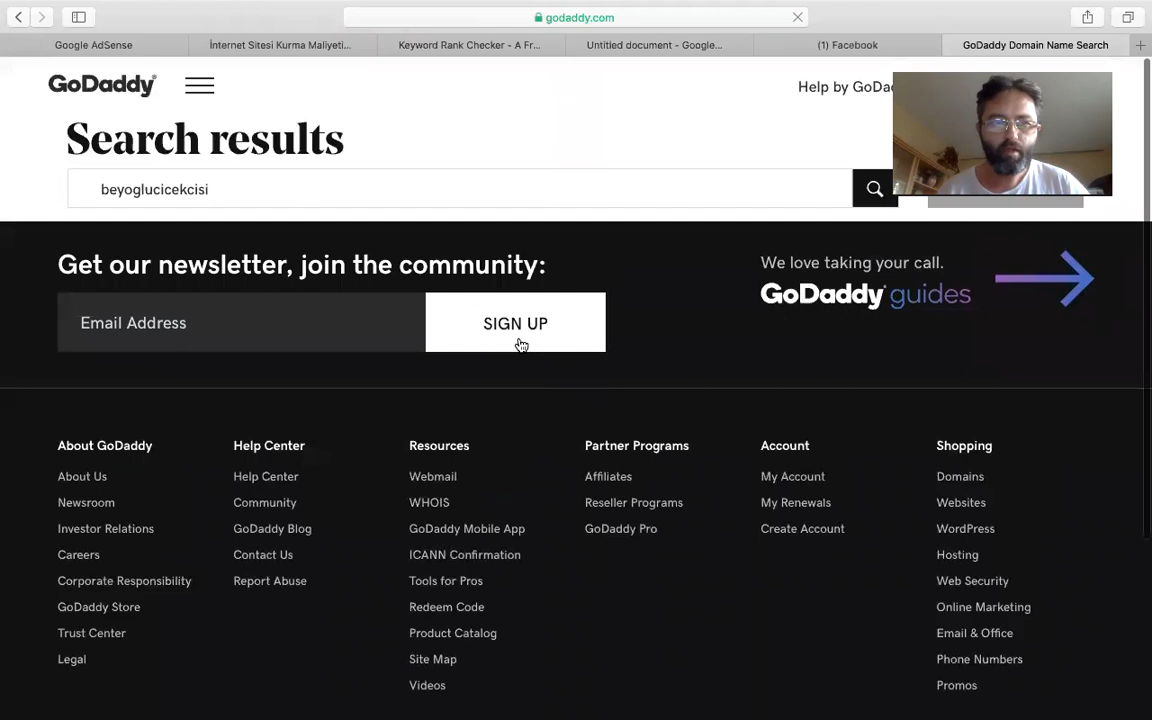 godaddy.com
Google AdSense
İnternet Sitesi Kurma Maliyeti...
Keyword Rank Checker - A Fr...
Untitled document - Google...
(1) Facebook
GoDaddy Domain Name Search
GoDaddy
Help by GoDa
Search results
beyoglucicekcisi
Get our newsletter, join the community:
Email Address
SIGN UP
We love taking your call.
GoDaddy guides
About GoDaddy
About Us
Newsroom
Investor Relations
Careers
Corporate Responsibility
GoDaddy Store
Trust Center
Legal
Help Center
Help Center
Community
GoDaddy Blog
Contact Us
Report Abuse
Resources
Webmail
WHOIS
GoDaddy Mobile App
ICANN Confirmation
Tools for Pros
Redeem Code
Product Catalog
Site Map
Videos
Partner Programs
Affiliates
Reseller Programs
GoDaddy Pro
Account
My Account
My Renewals
Create Account
Shopping
Domains
Websites
WordPress
Hosting
Web Security
Online Marketing
Email & Office
Phone Numbers
Promos